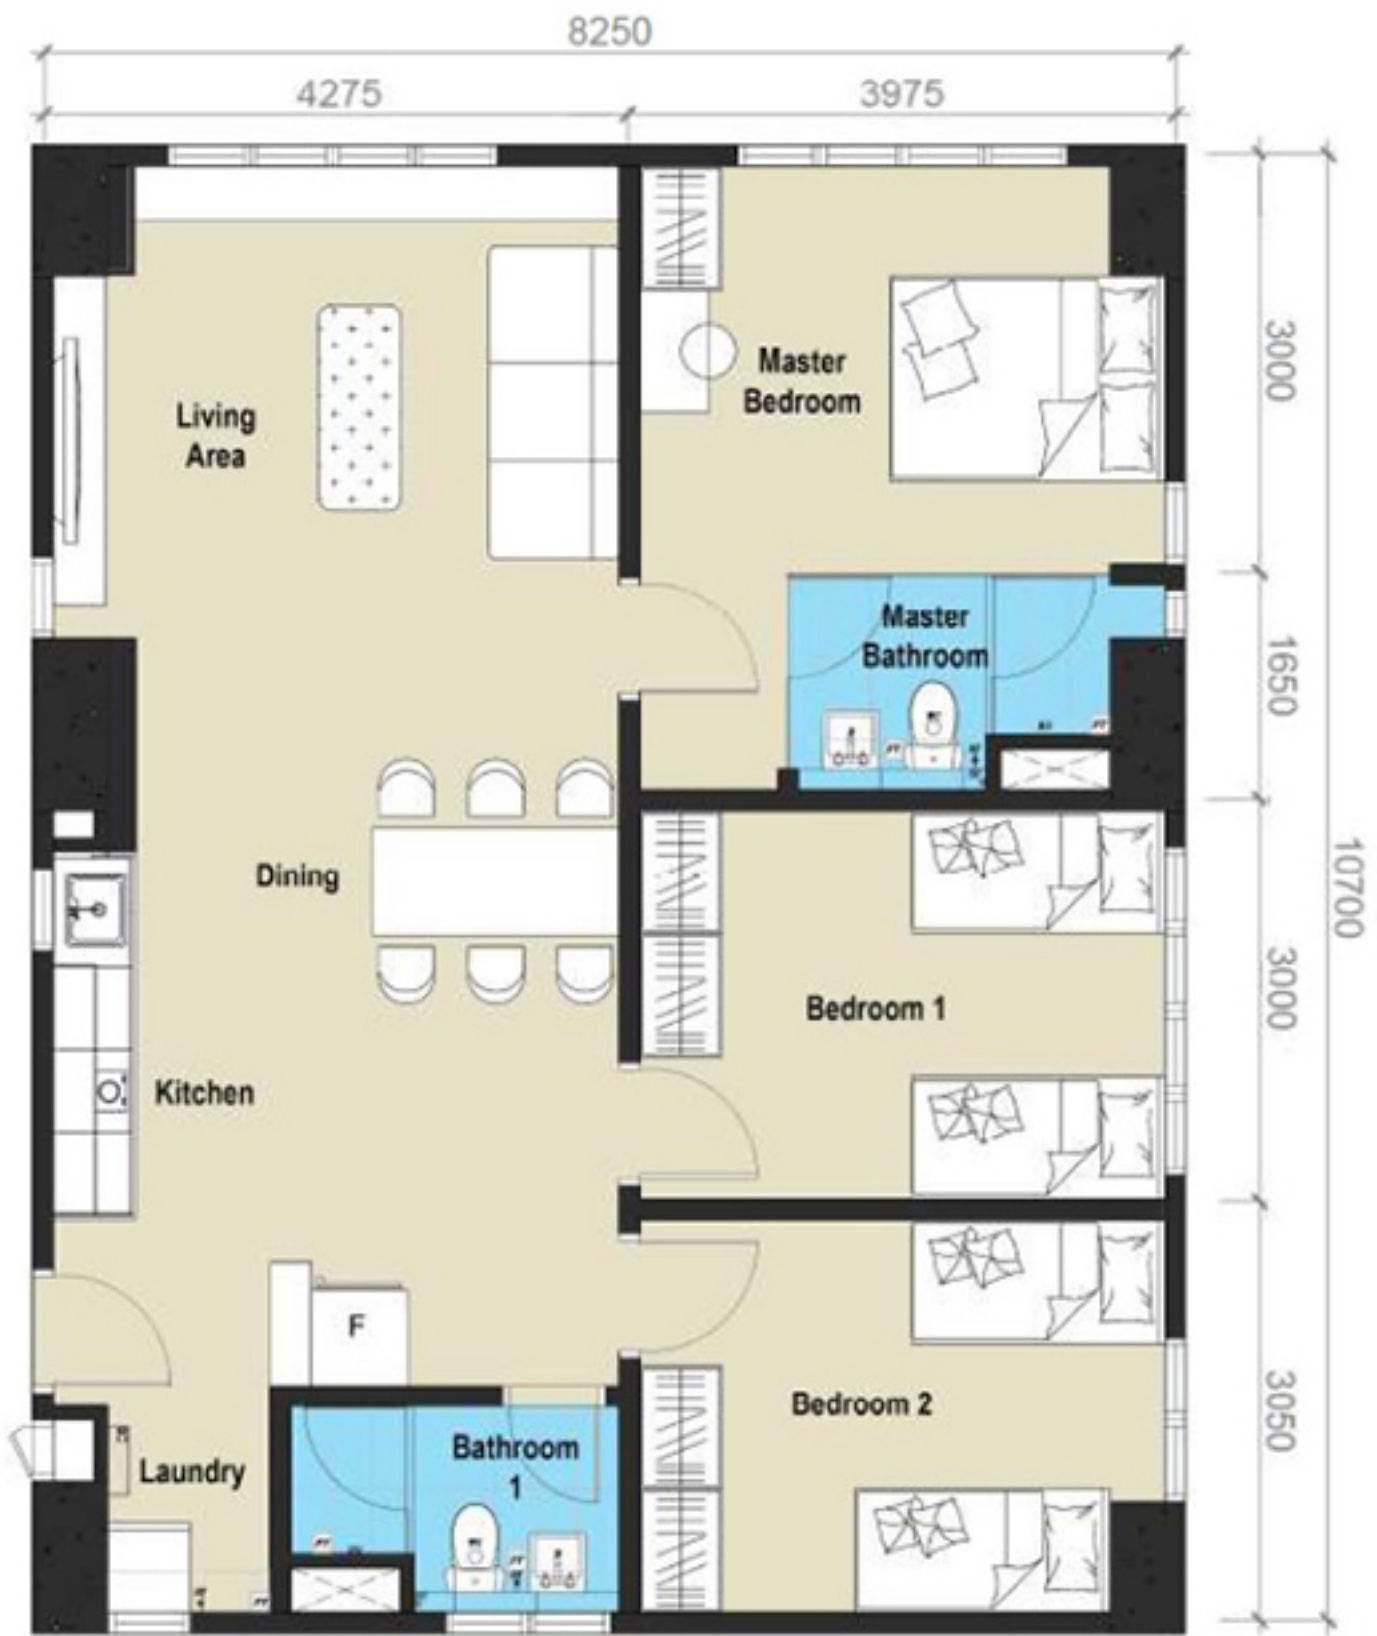 8250
4275
3975
3000
Living
Area
Master
Bedroom
Master
Bathroom
1650
10700
Dining
Bedroom 1
3000
Kitchen
F
Bedroom 2
3050
Bathroom
1
Laundry